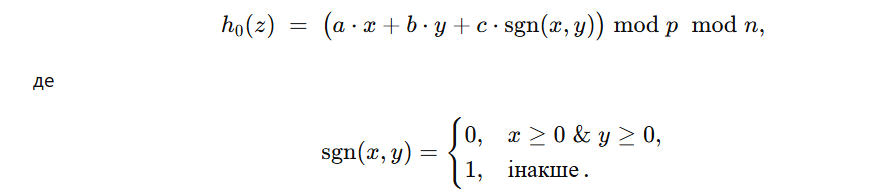 h₀(z) = (a · x + b · y + c · sgn(x, y)) mod p mod n,
де
sgn(x, y) = { 0, x ≥ 0 & y ≥ 0,
1, інакше .